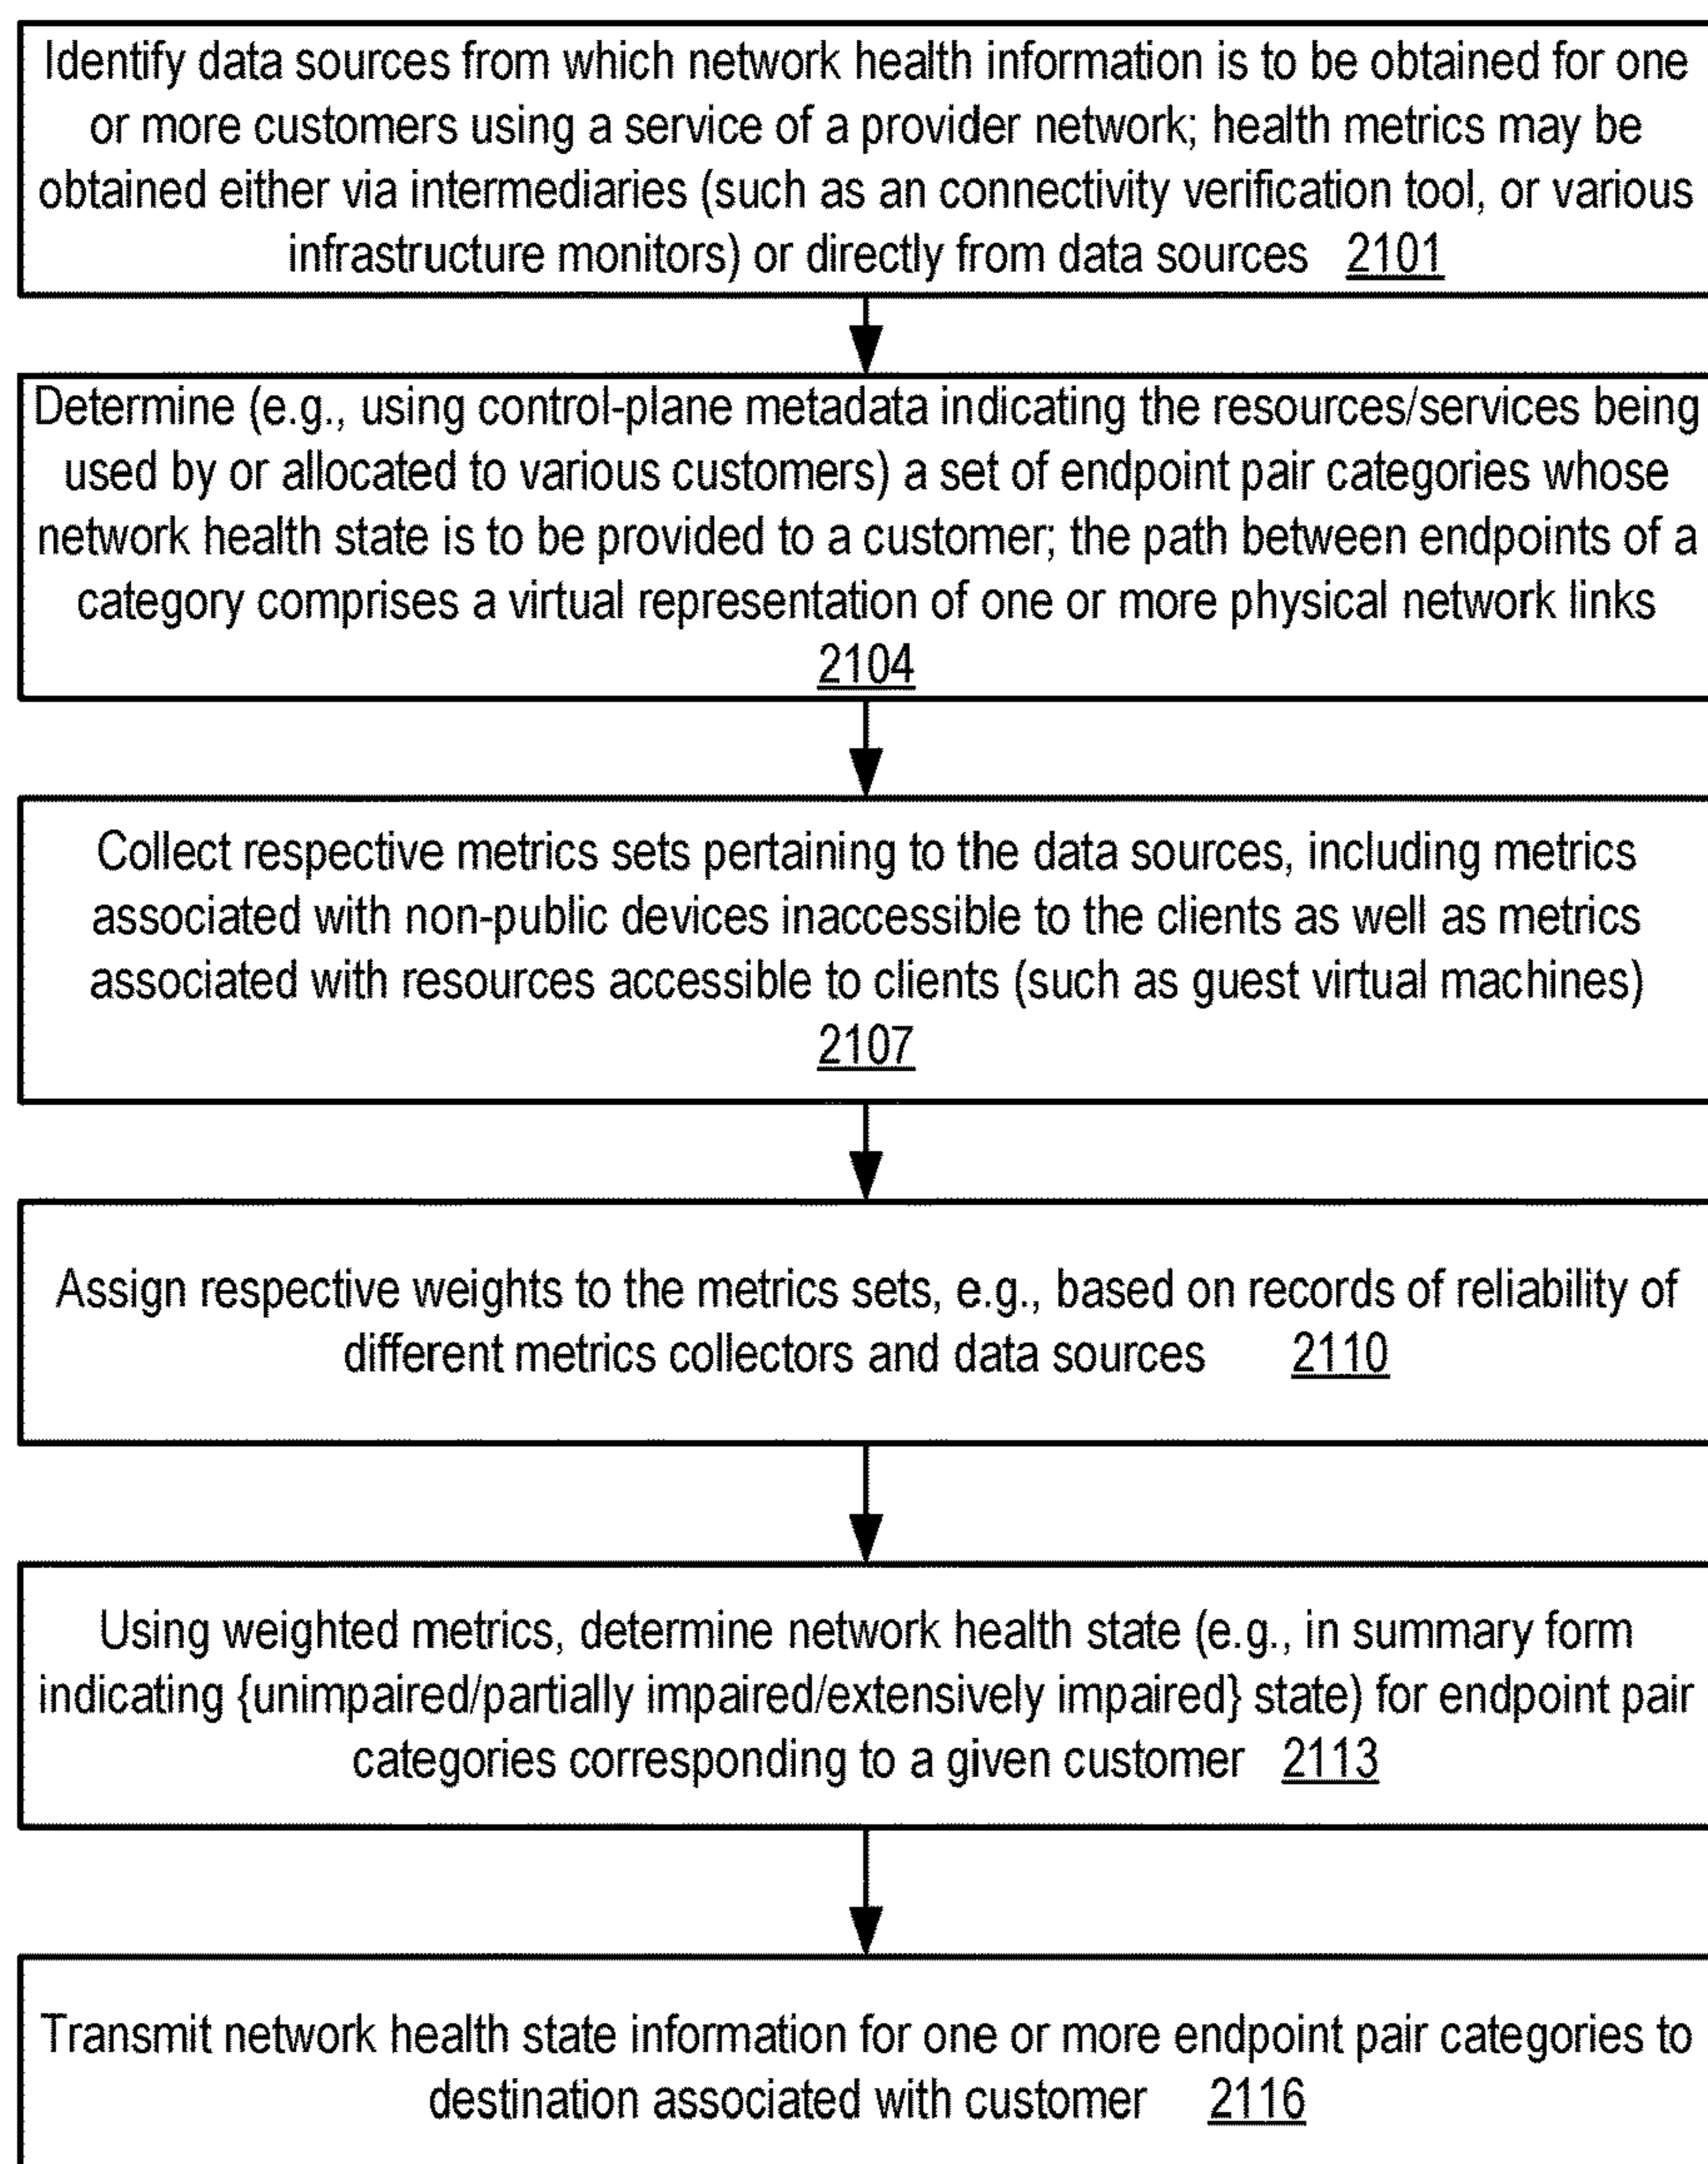 Identify data sources from which network health information is to be obtained for one
or more customers using a service of a provider network; health metrics may be
obtained either via intermediaries (such as an connectivity verification tool, or various
infrastructure monitors) or directly from data sources 2101
Determine (e.g., using control-plane metadata indicating the resources/services being
used by or allocated to various customers) a set of endpoint pair categories whose
network health state is to be provided to a customer; the path between endpoints of a
category comprises a virtual representation of one or more physical network links
2104
Collect respective metrics sets pertaining to the data sources, including metrics
associated with non-public devices inaccessible to the clients as well as metrics
associated with resources accessible to clients (such as guest virtual machines)
2107
Assign respective weights to the metrics sets, e.g., based on records of reliability of
different metrics collectors and data sources 2110
Using weighted metrics, determine network health state (e.g., in summary form
indicating {unimpaired/partially impaired/extensively impaired} state) for endpoint pair
categories corresponding to a given customer 2113
Transmit network health state information for one or more endpoint pair categories to
destination associated with customer 2116